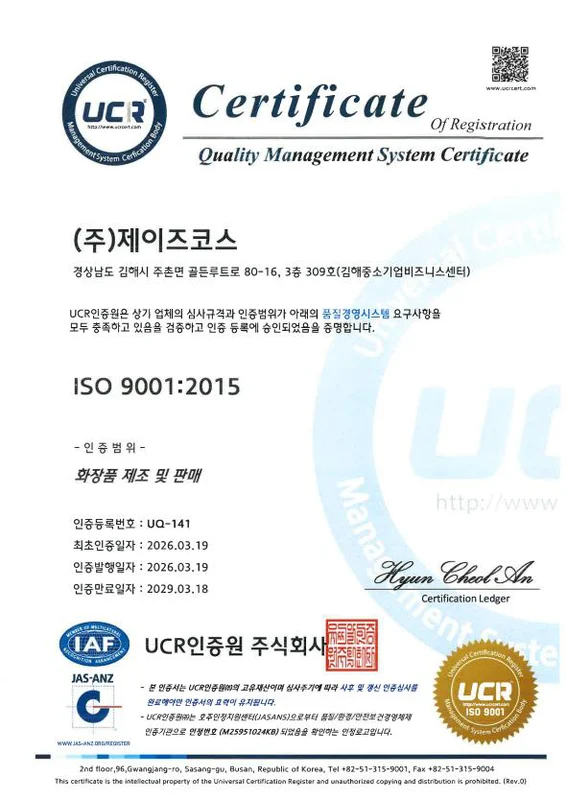 www.ucrcert.com
Universal Certification Register
UCR
http://www.ucrcert.com
Management System Cerfication Body
Certificate
Of Registration
Quality Management System Certificate
(주)제이즈코스
경상남도 김해시 주촌면 골든루트로 80-16, 3층 309호(김해중소기업비즈니스센터)
UCR인증원은 상기 업체의 심사규격과 인증범위가 아래의 품질경영시스템 요구사항을
모두 충족하고 있음을 검증하고 인증 등록에 승인되었음을 증명합니다.
ISO 9001:2015
- 인 증 범 위 -
화장품 제조 및 판매
인증등록번호 : UQ-141
최초인증일자 : 2026.03.19
인증발행일자 : 2026.03.19
인증만료일자 : 2029.03.18
Hyun Cheol An
Certification Ledger
MEMBER OF MULTILATERAL
IAF
RECOGNITION ARRANGEMENT
UCR인증원 주식회사
JAS-ANZ
C
WWW.JAS-ANZ.ORG/REGISTER
- 본 인증서는 UCR인증원㈜의 고유재산이며 심사주기에 따라 사후 및 갱신 인증심사를
완료해야만 인증서의 효력이 유지됩니다.
- UCR인증원㈜는 호주인정지원센터(JASANS)으로부터 품질/환경/안전보건경영체제
인증기관으로 인정번호 (M25951024KB) 되었음을 확인하는 인정로고입니다.
Universal Certification Register
UCR
ISO 9001
Management System Cerfication Body
2nd floor,96,Gwangjang-ro, Sasang-gu, Busan, Republic of Korea, Tel +82-51-315-9001, Fax +82-51-315-9004
This certificate is the intellectual property of the Universal Certification Register and unauthorized copying and distribution is prohibited. (Rev.0)